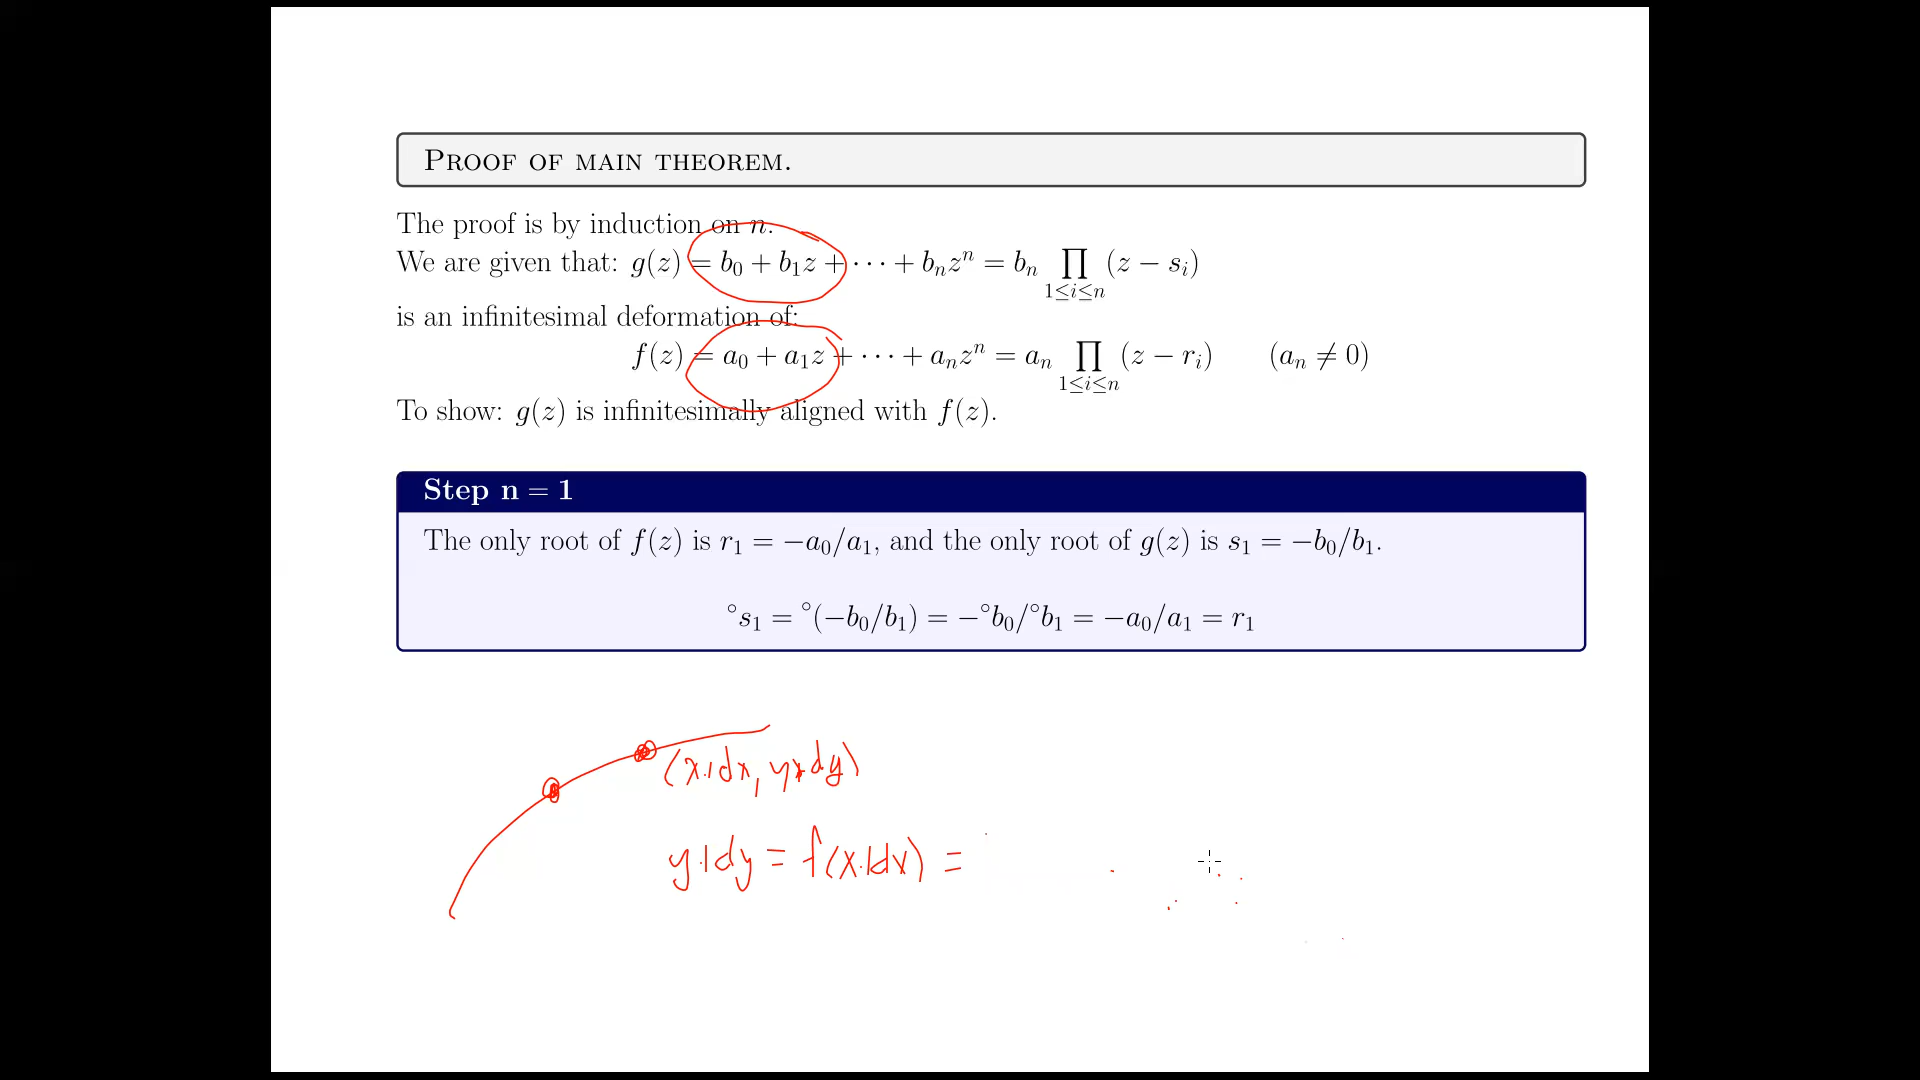 PROOF OF MAIN THEOREM.
The proof is by induction on n.
We are given that: g(z) = b₀ + b₁z + ⋯ + bₙzⁿ = bₙ ∏_{1≤i≤n} (z − sᵢ)
is an infinitesimal deformation of:
f(z) = a₀ + a₁z + ⋯ + aₙzⁿ = aₙ ∏_{1≤i≤n} (z − rᵢ) (aₙ ≠ 0)
To show: g(z) is infinitesimally aligned with f(z).
Step n = 1
The only root of f(z) is r₁ = −a₀/a₁, and the only root of g(z) is s₁ = −b₀/b₁.
°s₁ = °(−b₀/b₁) = −°b₀/°b₁ = −a₀/a₁ = r₁
(x+dx, y+dy)
y+dy = f(x+dx) =